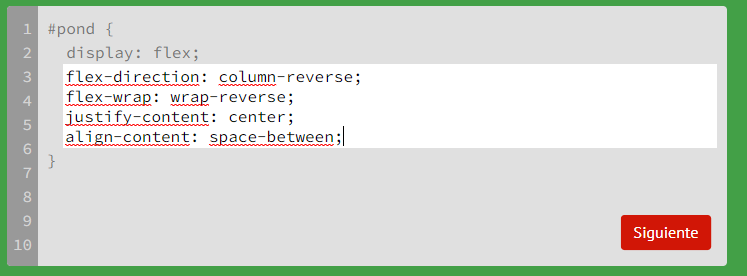 1 #pond {
2 display: flex;
3 flex-direction: column-reverse;
4 flex-wrap: wrap-reverse;
5 justify-content: center;
6 align-content: space-between;
7 }
8
9
10
Siguiente